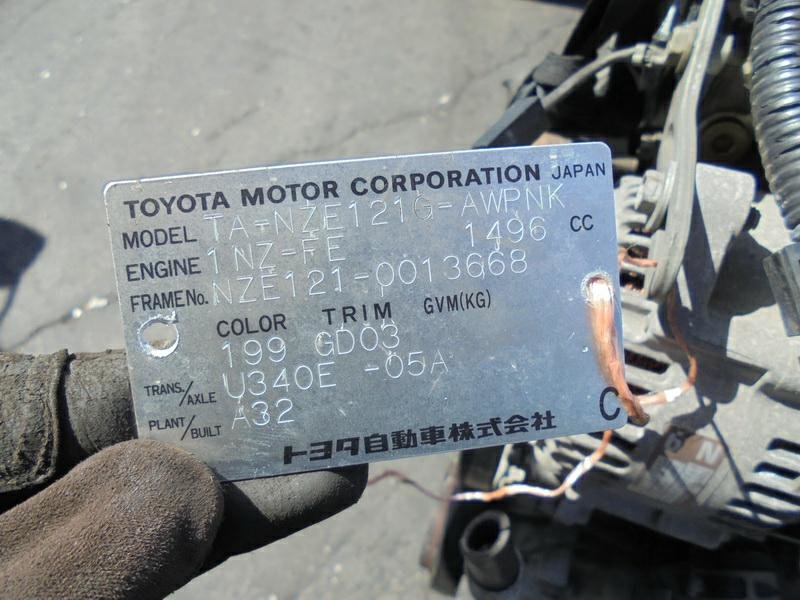 TOYOTA MOTOR CORPORATION JAPAN
MODEL TA-NZE121G-AWPNK
ENGINE 1NZ-FE 1496 CC
FRAME No. NZE121-0013668
COLOR TRIM GVM(KG)
199 GD03
TRANS./AXLE U340E -05A
PLANT/BUILT A32
C
トヨタ自動車株式会社